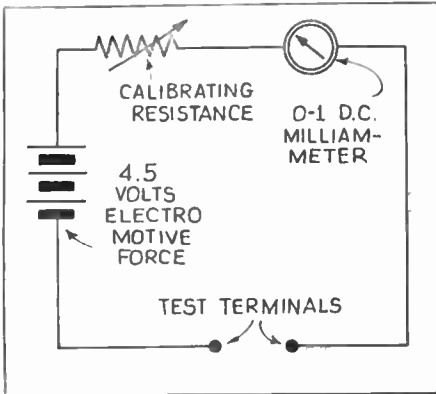 CALIBRATING
RESISTANCE
0-1 D.C.
MILLIAM-
METER
4.5
VOLTS
ELECTRO
MOTIVE
FORCE
TEST TERMINALS